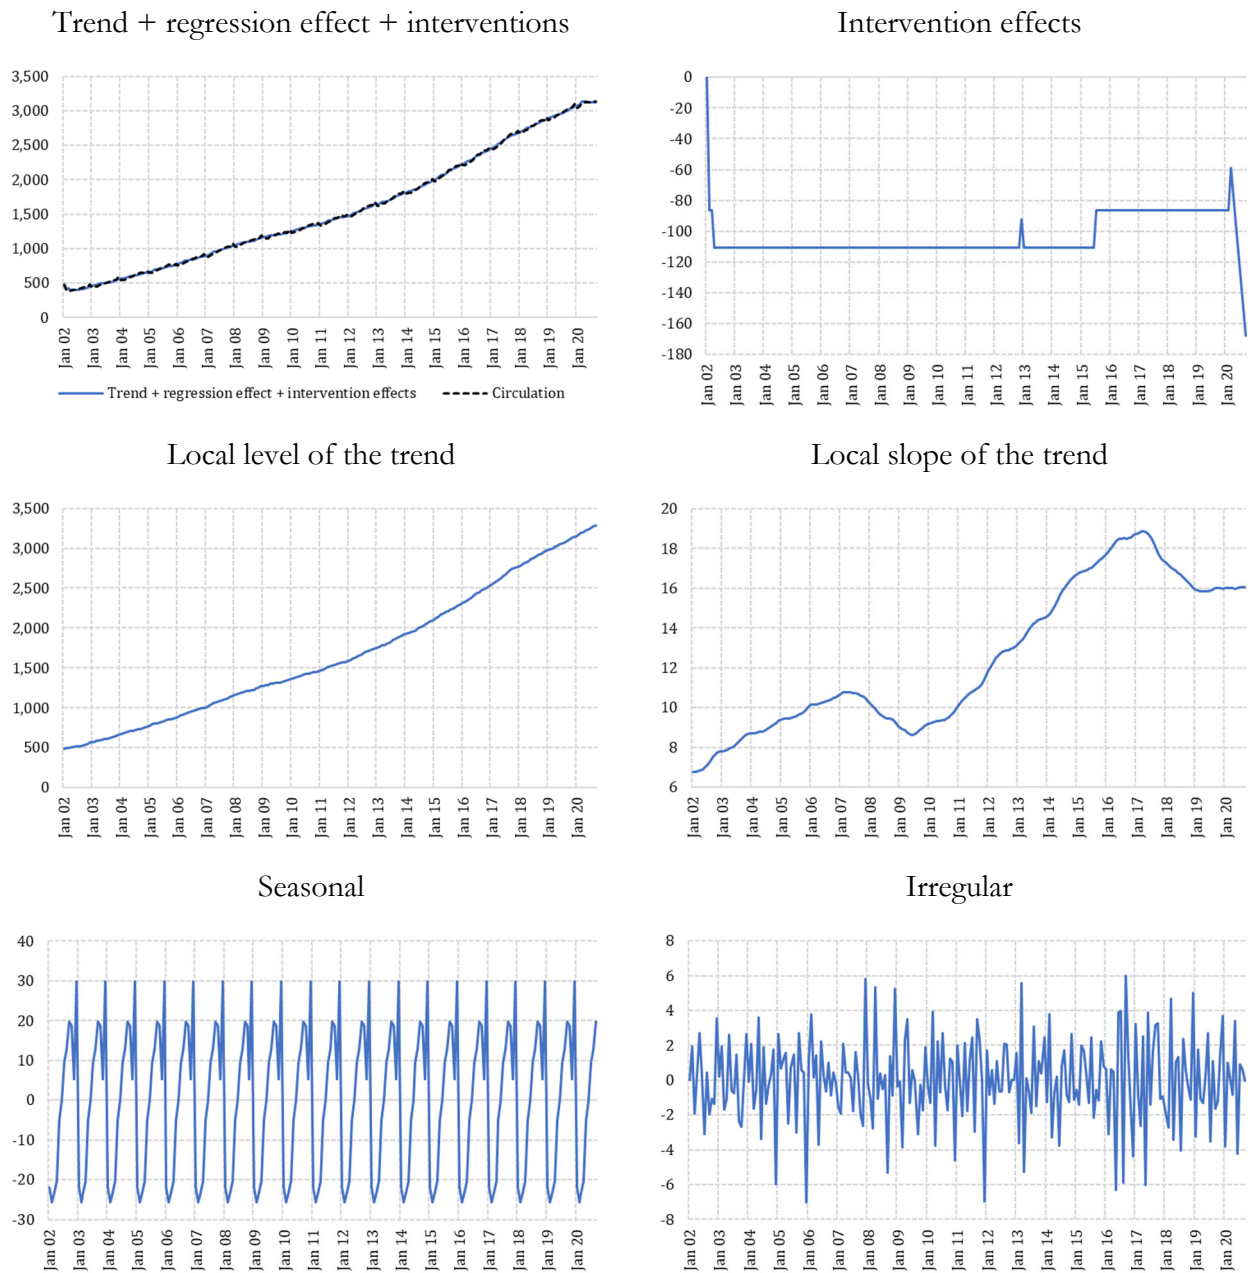 Trend + regression effect + interventions
3,500
3,000
2,500
2,000
1,500
1,000
500
0
Jan 02
Jan 03
Jan 04
Jan 05
Jan 06
Jan 07
Jan 08
Jan 09
Jan 10
Jan 11
Jan 12
Jan 13
Jan 14
Jan 15
Jan 16
Jan 17
Jan 18
Jan 19
Jan 20
Trend + regression effect + intervention effects
Circulation
Intervention effects
0
-20
-40
-60
-80
-100
-120
-140
-160
-180
Jan 02
Jan 03
Jan 04
Jan 05
Jan 06
Jan 07
Jan 08
Jan 09
Jan 10
Jan 11
Jan 12
Jan 13
Jan 14
Jan 15
Jan 16
Jan 17
Jan 18
Jan 19
Jan 20
Local level of the trend
3,500
3,000
2,500
2,000
1,500
1,000
500
0
Jan 02
Jan 03
Jan 04
Jan 05
Jan 06
Jan 07
Jan 08
Jan 09
Jan 10
Jan 11
Jan 12
Jan 13
Jan 14
Jan 15
Jan 16
Jan 17
Jan 18
Jan 19
Jan 20
Local slope of the trend
20
18
16
14
12
10
8
6
Jan 02
Jan 03
Jan 04
Jan 05
Jan 06
Jan 07
Jan 08
Jan 09
Jan 10
Jan 11
Jan 12
Jan 13
Jan 14
Jan 15
Jan 16
Jan 17
Jan 18
Jan 19
Jan 20
Seasonal
40
30
20
10
0
-10
-20
-30
Jan 02
Jan 03
Jan 04
Jan 05
Jan 06
Jan 07
Jan 08
Jan 09
Jan 10
Jan 11
Jan 12
Jan 13
Jan 14
Jan 15
Jan 16
Jan 17
Jan 18
Jan 19
Jan 20
Irregular
8
6
4
2
0
-2
-4
-6
-8
Jan 02
Jan 03
Jan 04
Jan 05
Jan 06
Jan 07
Jan 08
Jan 09
Jan 10
Jan 11
Jan 12
Jan 13
Jan 14
Jan 15
Jan 16
Jan 17
Jan 18
Jan 19
Jan 20